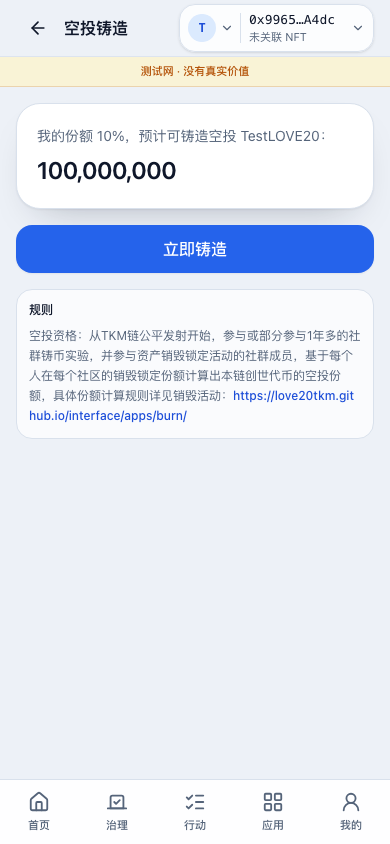 空投铸造
T
0x9965…A4dc
未关联 NFT
测试网 · 没有真实价值
我的份额 10%，预计可铸造空投 TestLOVE20：
100,000,000
立即铸造
规则
空投资格：从TKM链公平发射开始，参与或部分参与1年多的社
群铸币实验，并参与资产销毁锁定活动的社群成员，基于每个
人在每个社区的销毁锁定份额计算出本链创世代币的空投份
额，具体份额计算规则详见销毁活动：https://love20tkm.git
hub.io/interface/apps/burn/
首页
治理
行动
应用
我的